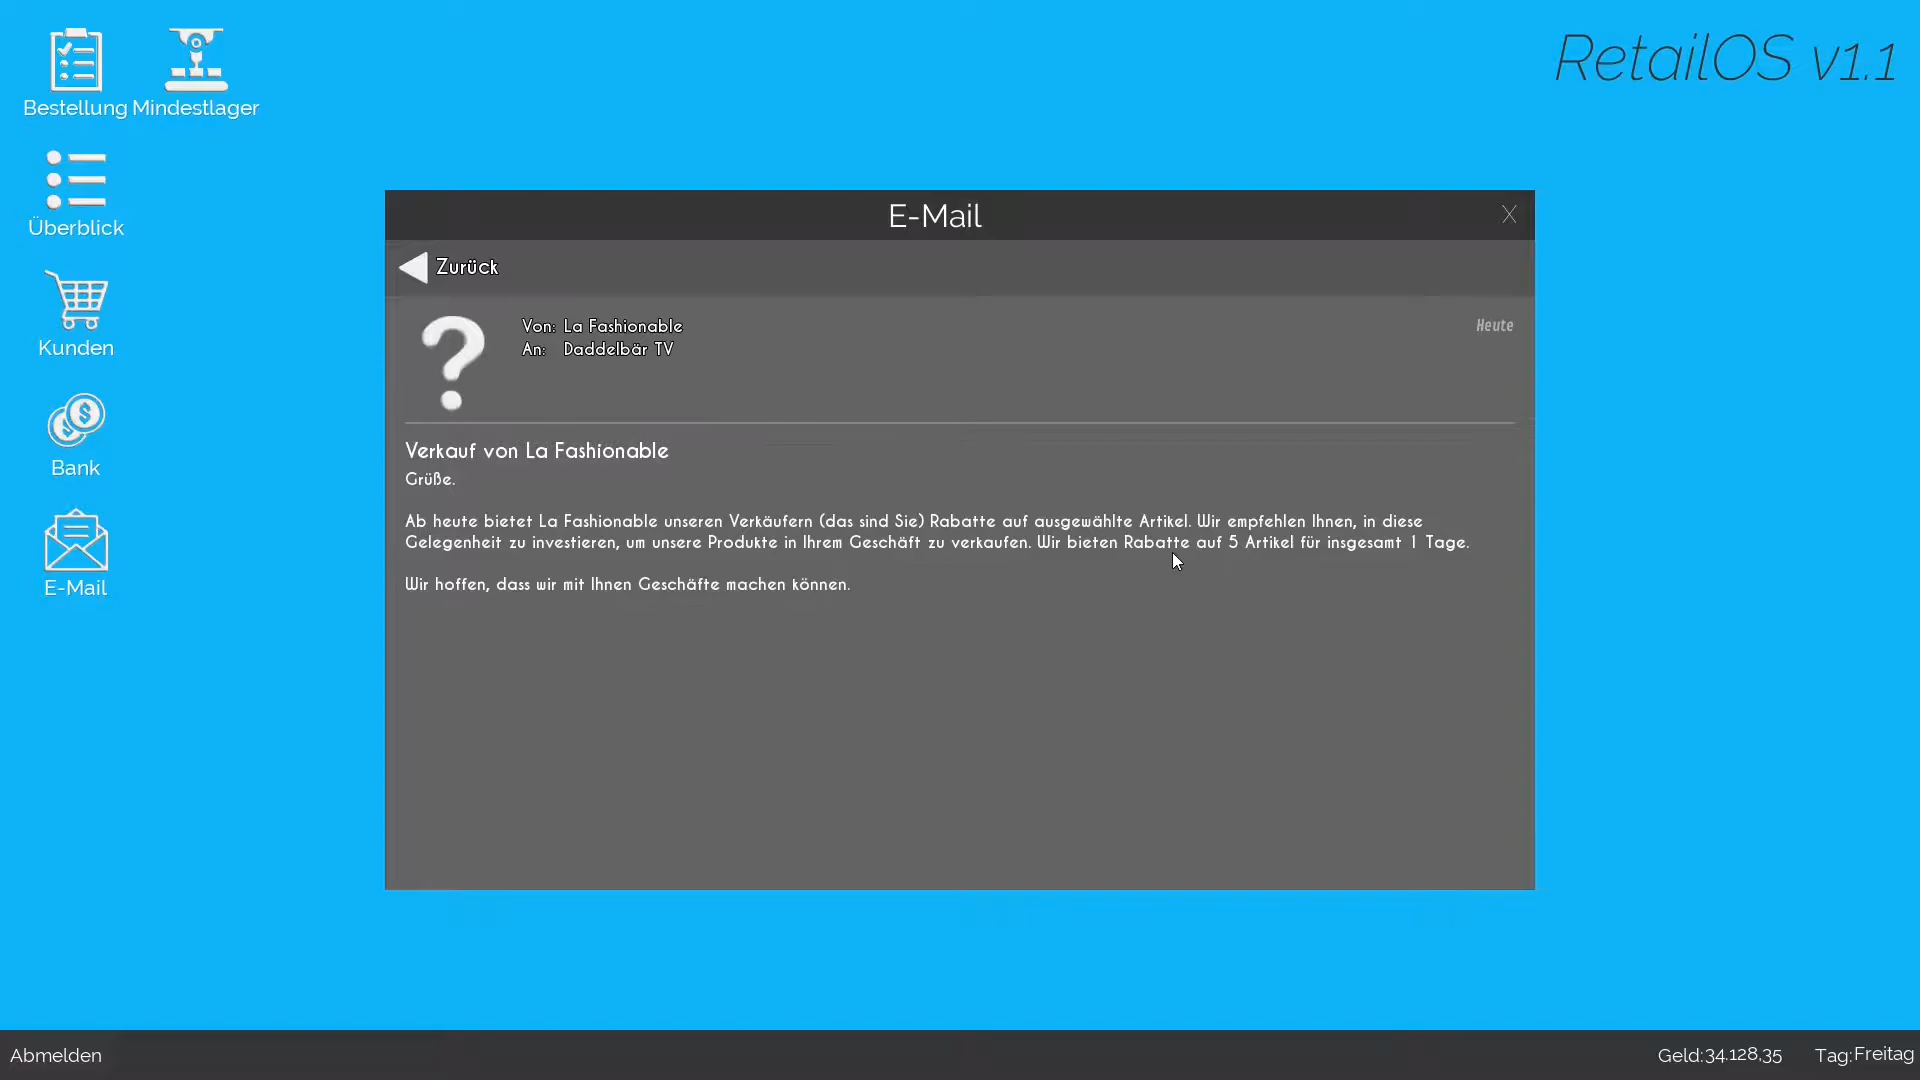 RetailOS v1.1
Bestellung Mindestlager
Überblick
Kunden
Bank
E-Mail
E-Mail X
Zurück
Von: La Fashionable Heute
An: Daddelbär TV
Verkauf von La Fashionable
Grüße.
Ab heute bietet La Fashionable unseren Verkäufern (das sind Sie) Rabatte auf ausgewählte Artikel. Wir empfehlen Ihnen, in diese
Gelegenheit zu investieren, um unsere Produkte in Ihrem Geschäft zu verkaufen. Wir bieten Rabatte auf 5 Artikel für insgesamt 1 Tage.
Wir hoffen, dass wir mit Ihnen Geschäfte machen können.
Abmelden Geld:34.128,35 Tag:Freitag